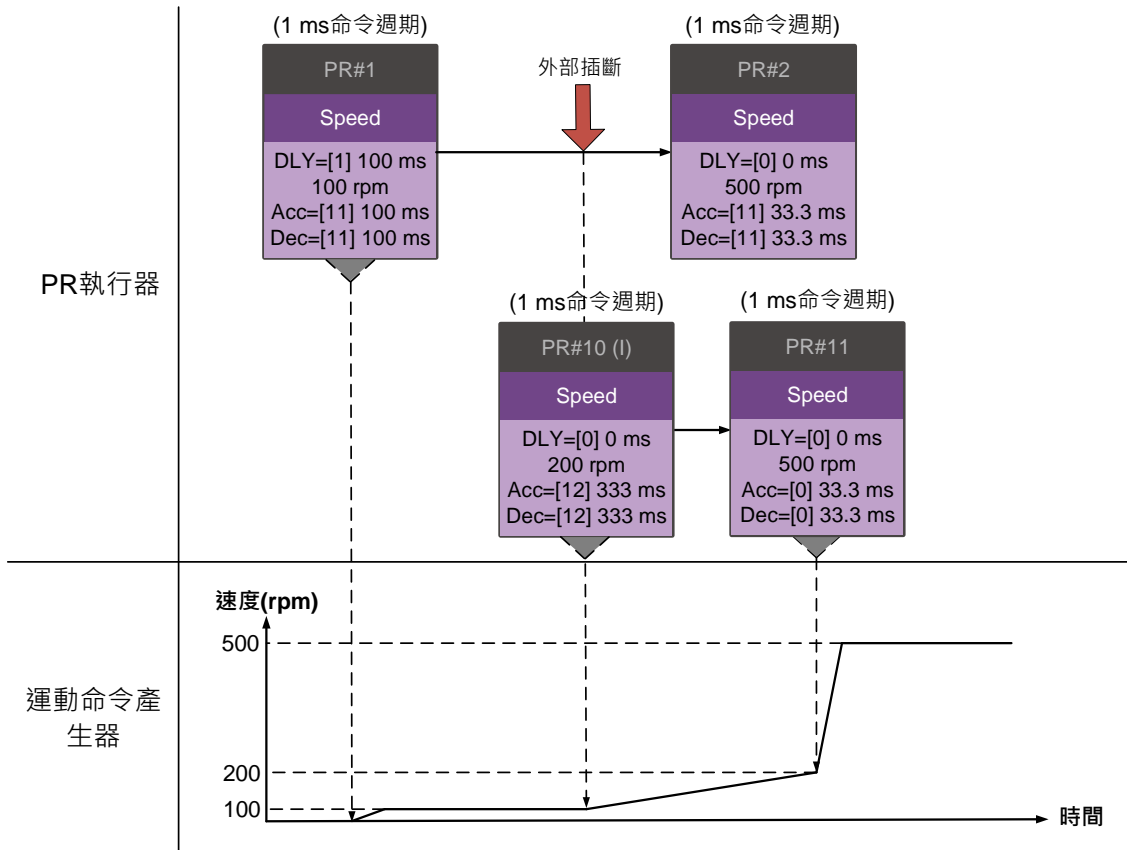 (1 ms命令週期)
(1 ms命令週期)
PR#1
外部插斷
PR#2
Speed
Speed
DLY=[1] 100 ms
100 rpm
Acc=[11] 100 ms
Dec=[11] 100 ms
DLY=[0] 0 ms
500 rpm
Acc=[11] 33.3 ms
Dec=[11] 33.3 ms
PR執行器
(1 ms命令週期)
(1 ms命令週期)
PR#10 (I)
PR#11
Speed
Speed
DLY=[0] 0 ms
200 rpm
Acc=[12] 333 ms
Dec=[12] 333 ms
DLY=[0] 0 ms
500 rpm
Acc=[0] 33.3 ms
Dec=[0] 33.3 ms
運動命令產
生器
速度(rpm)
500
200
100
時間